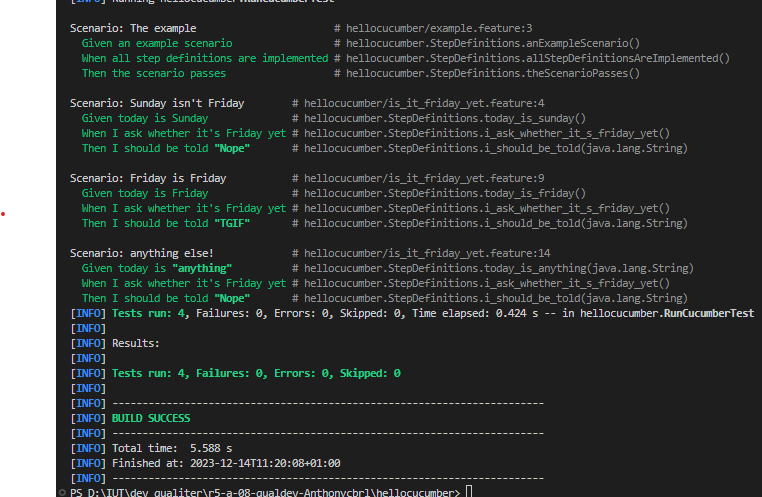 [INFO] Running hellocucumber.RunCucumberTest
Scenario: The example # hellocucumber/example.feature:3
Given an example scenario # hellocucumber.StepDefinitions.anExampleScenario()
When all step definitions are implemented # hellocucumber.StepDefinitions.allStepDefinitionsAreImplemented()
Then the scenario passes # hellocucumber.StepDefinitions.theScenarioPasses()
Scenario: Sunday isn't Friday # hellocucumber/is_it_friday_yet.feature:4
Given today is Sunday # hellocucumber.StepDefinitions.today_is_sunday()
When I ask whether it's Friday yet # hellocucumber.StepDefinitions.i_ask_whether_it_s_friday_yet()
Then I should be told "Nope" # hellocucumber.StepDefinitions.i_should_be_told(java.lang.String)
Scenario: Friday is Friday # hellocucumber/is_it_friday_yet.feature:9
Given today is Friday # hellocucumber.StepDefinitions.today_is_friday()
When I ask whether it's Friday yet # hellocucumber.StepDefinitions.i_ask_whether_it_s_friday_yet()
Then I should be told "TGIF" # hellocucumber.StepDefinitions.i_should_be_told(java.lang.String)
Scenario: anything else! # hellocucumber/is_it_friday_yet.feature:14
Given today is "anything" # hellocucumber.StepDefinitions.today_is_anything(java.lang.String)
When I ask whether it's Friday yet # hellocucumber.StepDefinitions.i_ask_whether_it_s_friday_yet()
Then I should be told "Nope" # hellocucumber.StepDefinitions.i_should_be_told(java.lang.String)
[INFO] Tests run: 4, Failures: 0, Errors: 0, Skipped: 0, Time elapsed: 0.424 s -- in hellocucumber.RunCucumberTest
[INFO]
[INFO] Results:
[INFO]
[INFO] Tests run: 4, Failures: 0, Errors: 0, Skipped: 0
[INFO]
[INFO] ------------------------------------------------------------------------
[INFO] BUILD SUCCESS
[INFO] ------------------------------------------------------------------------
[INFO] Total time:  5.588 s
[INFO] Finished at: 2023-12-14T11:20:08+01:00
[INFO] ------------------------------------------------------------------------
PS D:\IUT\dev_qualiter\r5-a-08-qualdev-Anthonycbrl\hellocucumber>